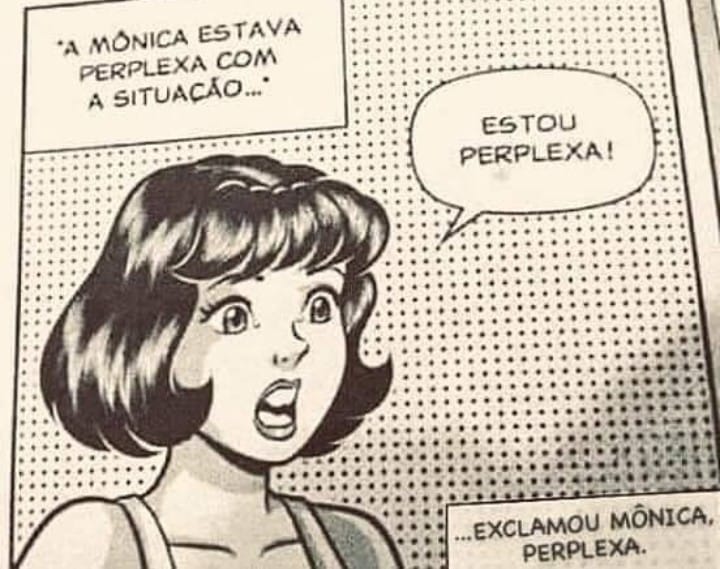 "A MÔNICA ESTAVA
PERPLEXA COM
A SITUAÇÃO..."
ESTOU
PERPLEXA!
...EXCLAMOU MÔNICA,
PERPLEXA.